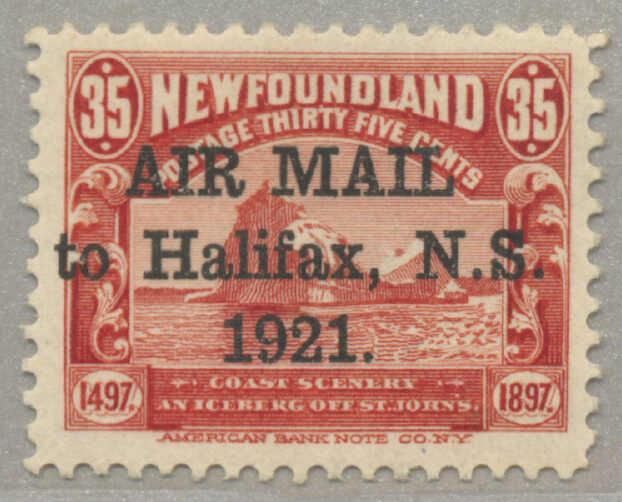 35 NEWFOUNDLAND 35
POSTAGE THIRTY FIVE CENTS
AIR MAIL
to Halifax, N.S.
1921.
1497. COAST SCENERY 1897.
AN ICEBERG OFF ST. JOHN'S.
AMERICAN BANK NOTE CO. N.Y.